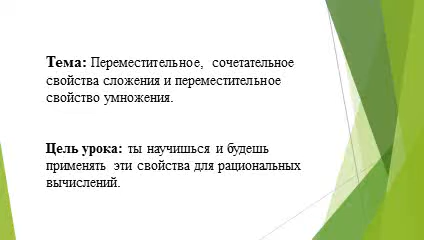 Тема: Переместительное, сочетательное
свойства сложения и переместительное
свойство умножения.
Цель урока: ты научишься и будешь
применять эти свойства для рациональных
вычислений.